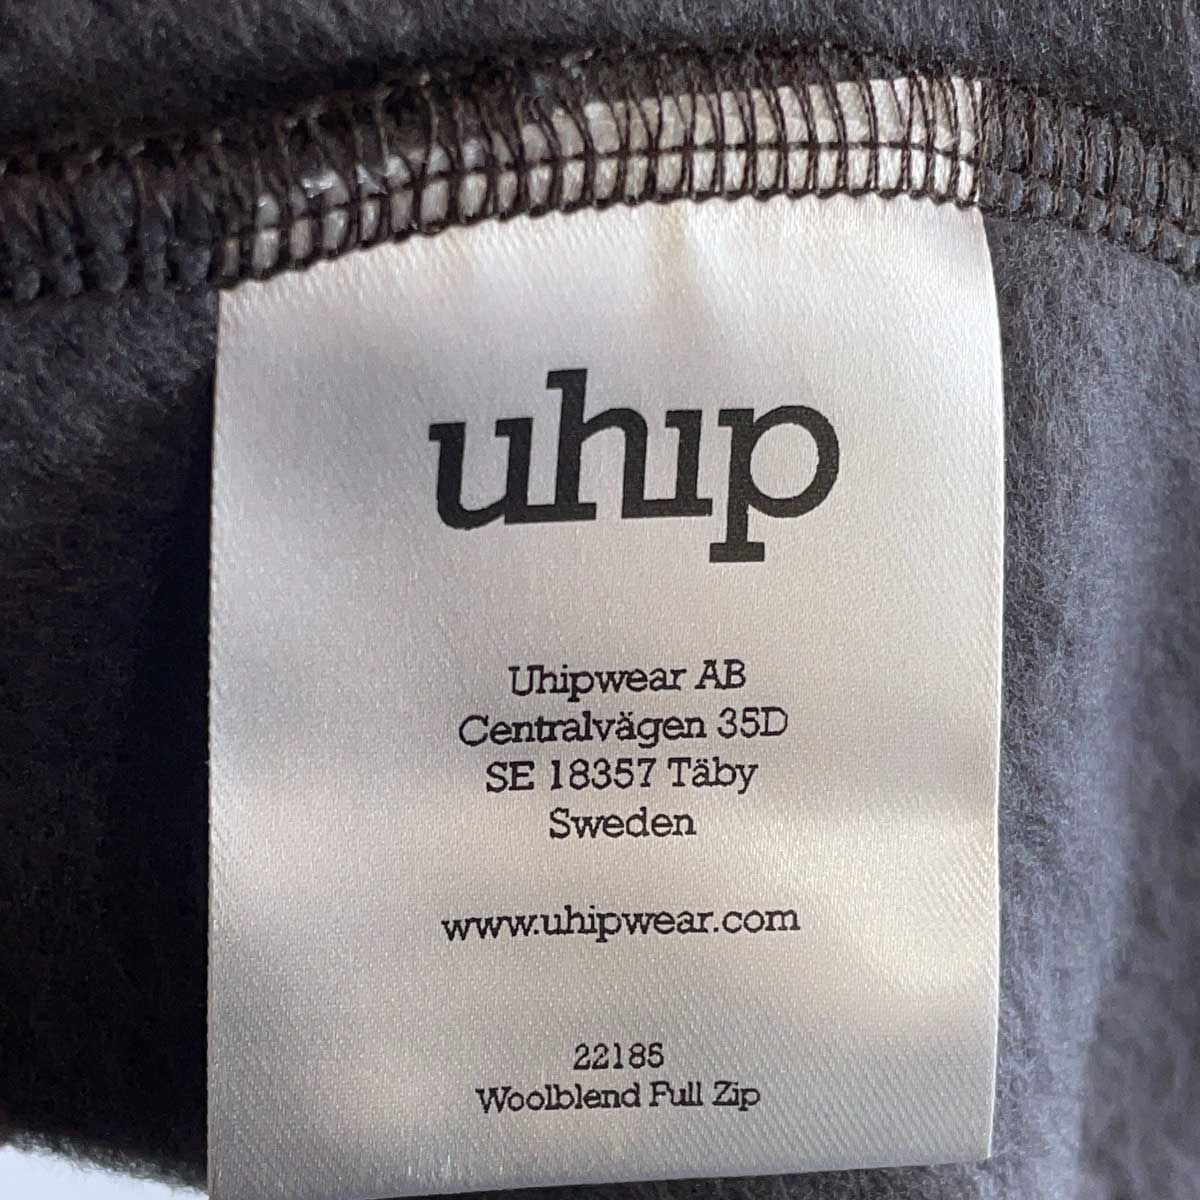 uhip
Uhipwear AB
Centralvägen 35D
SE 18357 Täby
Sweden
www.uhipwear.com
22185
Woolblend Full Zip